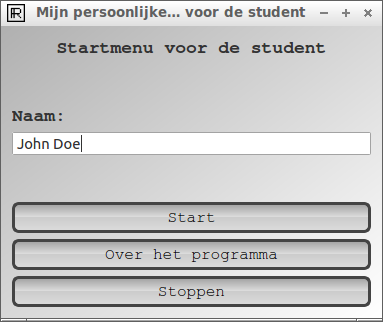 Mijn persoonlijke... voor de student
Startmenu voor de student
Naam:
John Doe
Start
Over het programma
Stoppen